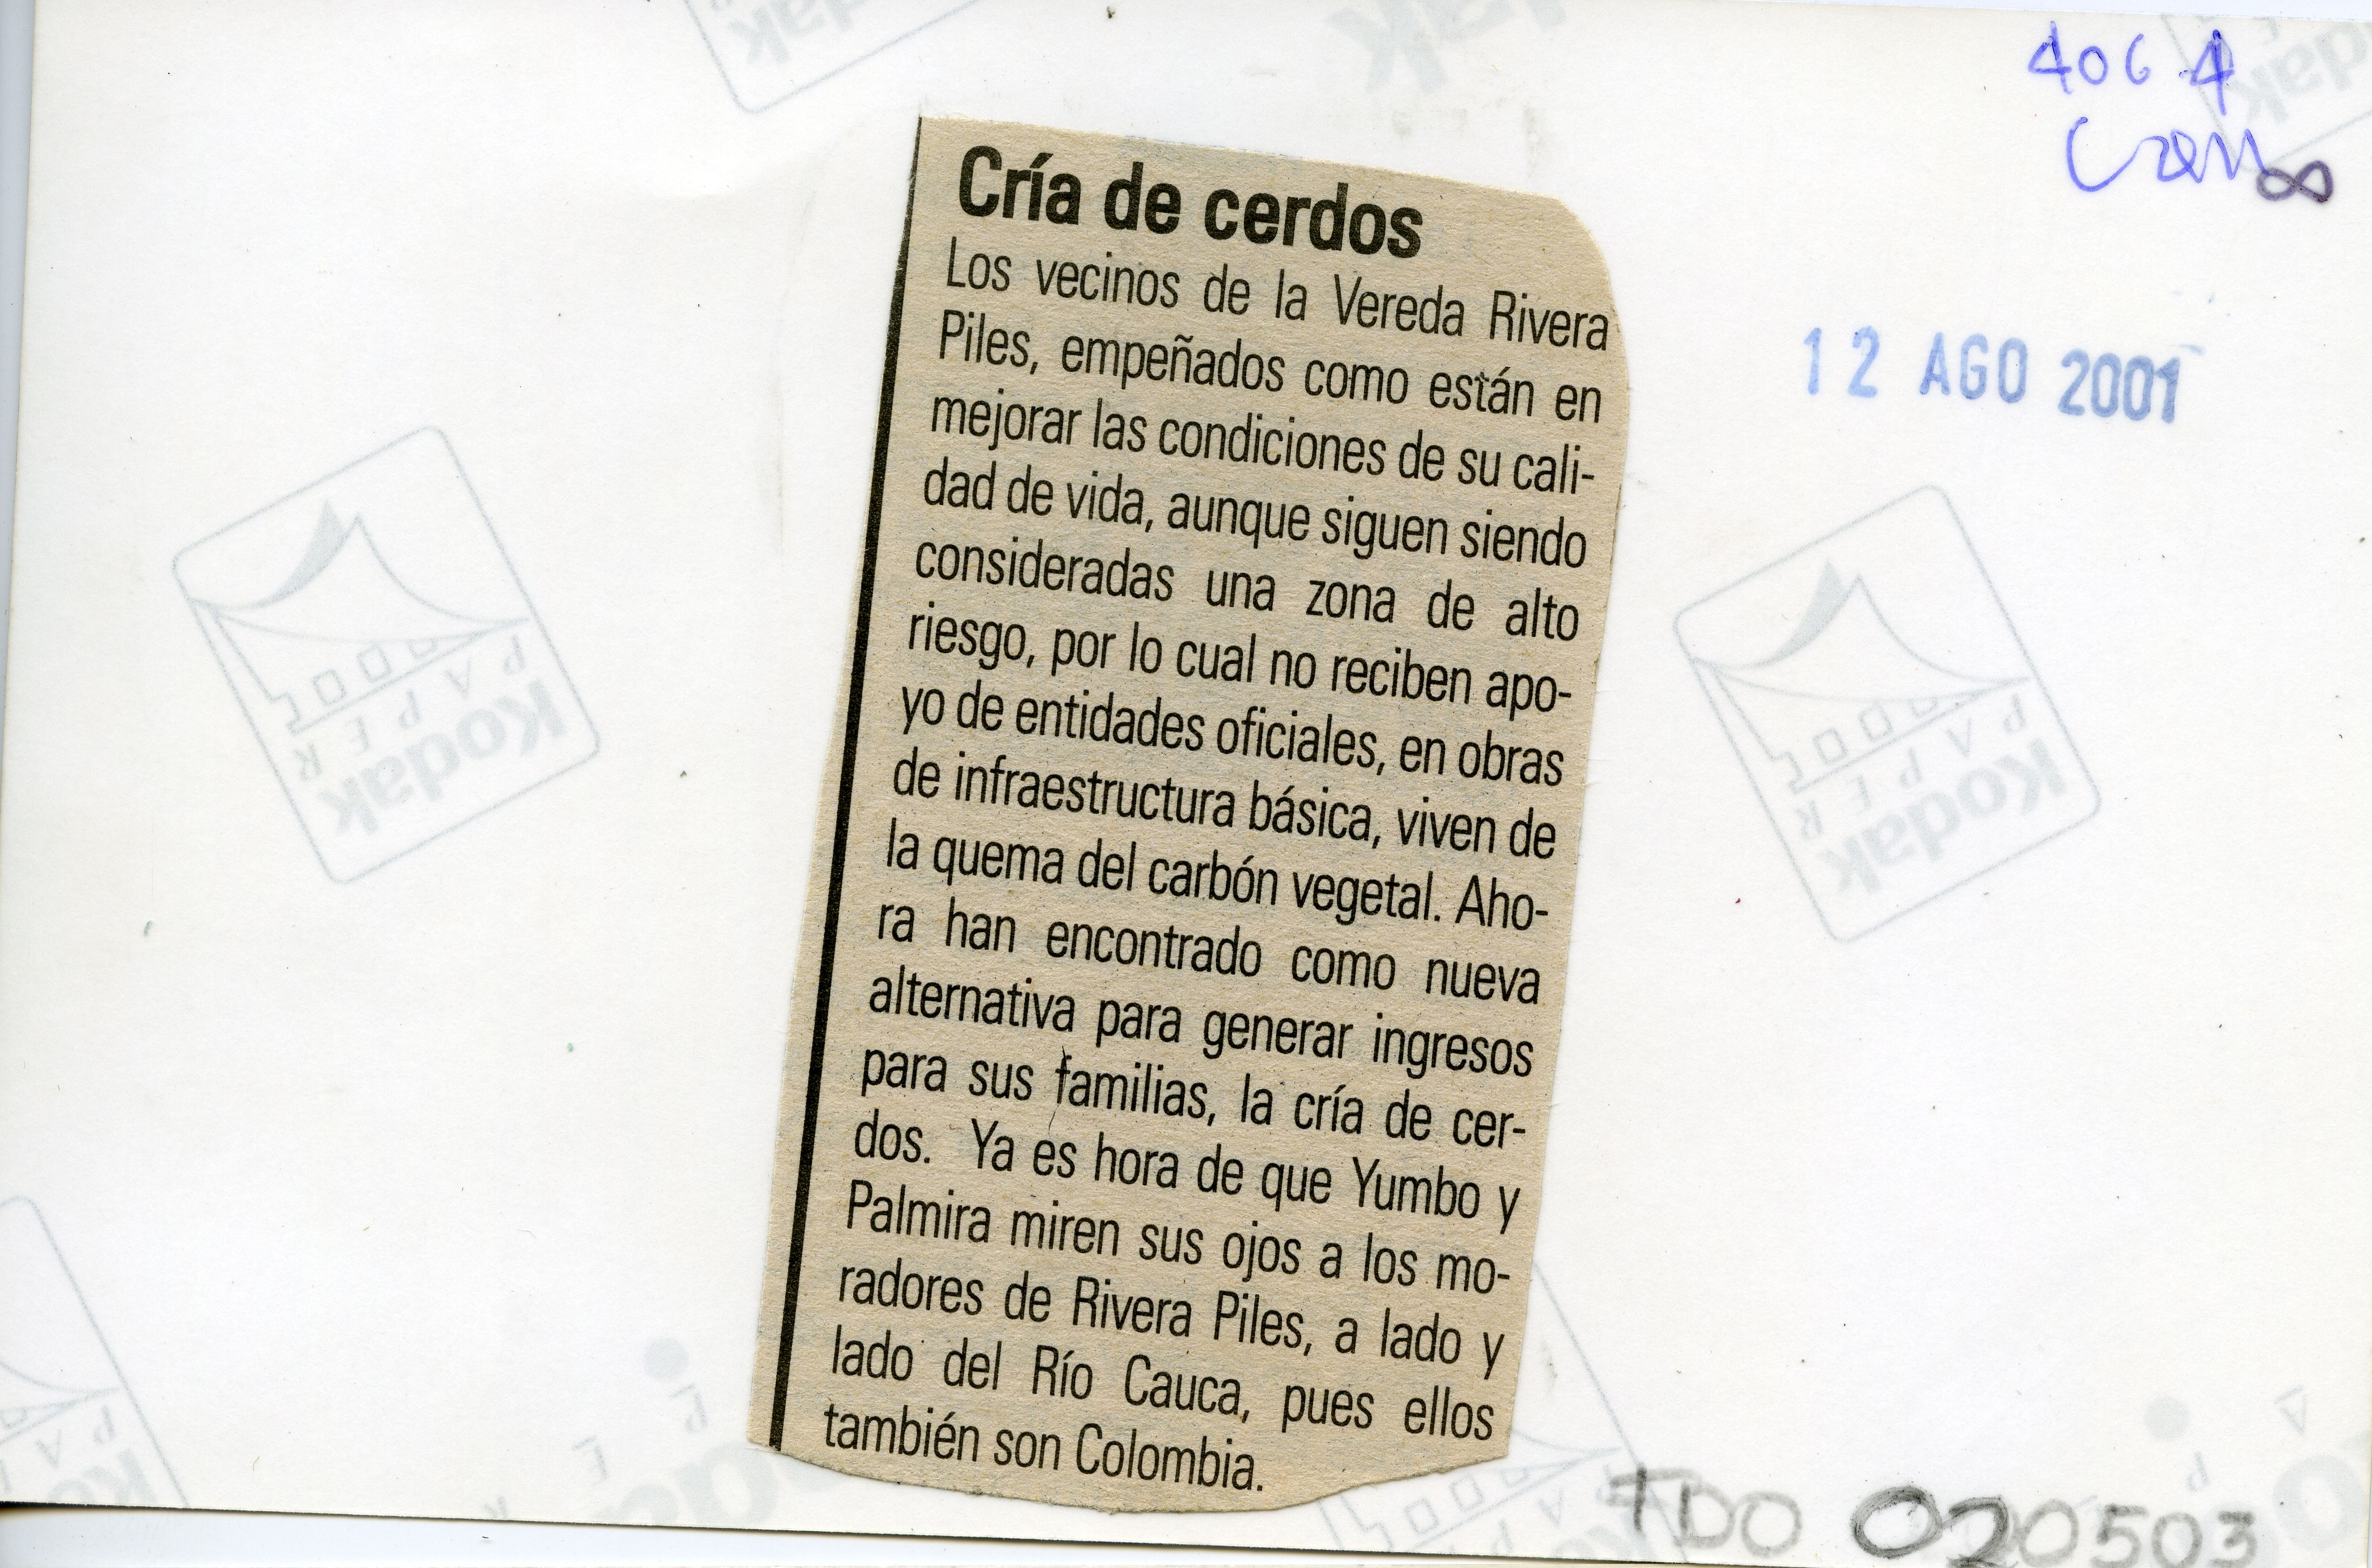 406 4
Cría de cerdos
Los vecinos de la Vereda Rivera
Piles, empeñados como están en
mejorar las condiciones de su cali-
dad de vida, aunque siguen siendo
consideradas una zona de alto
riesgo, por lo cual no reciben apo-
yo de entidades oficiales, en obras
de infraestructura básica, viven de
la quema del carbón vegetal. Aho-
ra han encontrado como nueva
alternativa para generar ingresos
para sus familias, la cría de cer-
dos. Ya es hora de que Yumbo y
Palmira miren sus ojos a los mo-
radores de Rivera Piles, a lado y
lado del Río Cauca, pues ellos
también son Colombia.
12 AGO 2001
Kodak
PAPER
Kodak
PAPER
TDO 020503